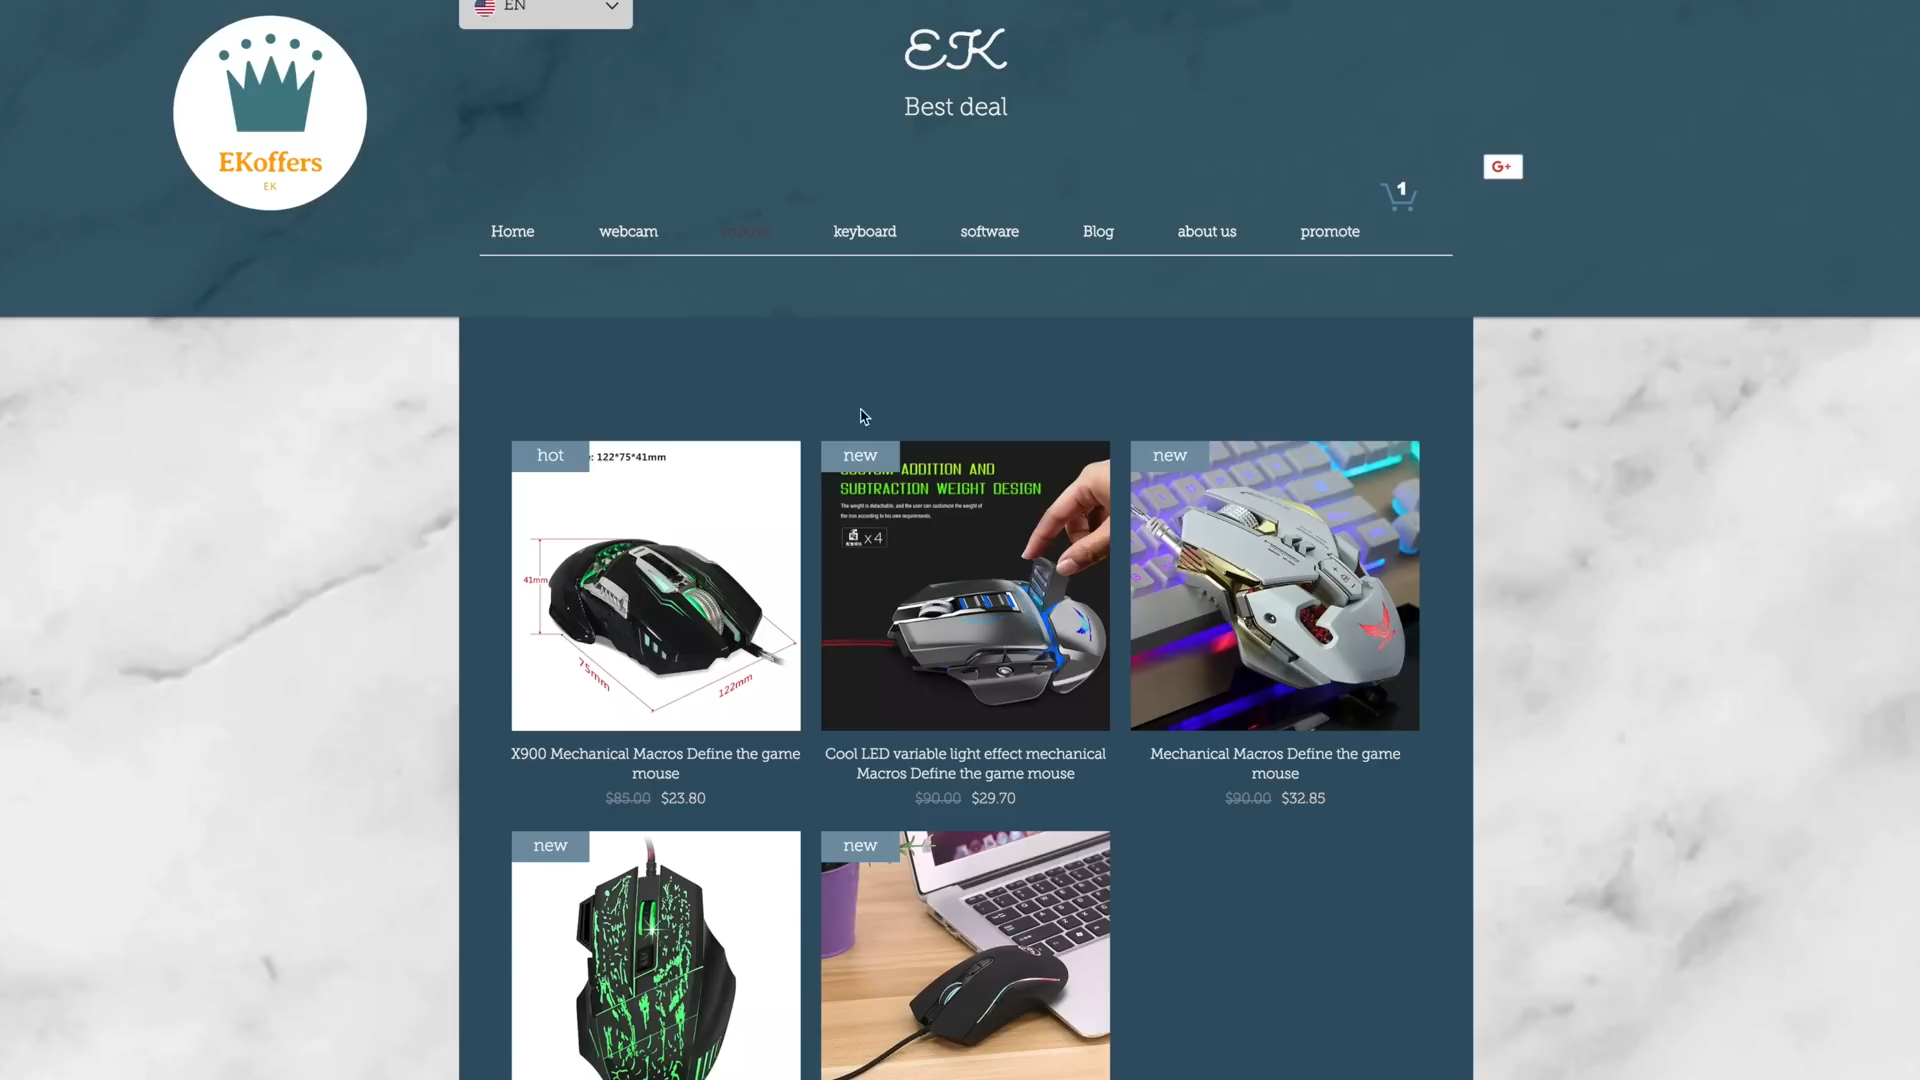 EN
EK
Best deal
EKoffers
EK
G+
1
Home webcam mouse keyboard software Blog about us promote
hot
: 122*75*41mm
41mm
75mm
122mm
new
ADDITION AND
SUBTRACTION WEIGHT DESIGN
The weight is detachable, and the user can customize the weight of
the iron according to his own requirements.
x4
new
X900 Mechanical Macros Define the game
mouse
$85.00 $23.80
Cool LED variable light effect mechanical
Macros Define the game mouse
$90.00 $29.70
Mechanical Macros Define the game
mouse
$90.00 $32.85
new
new